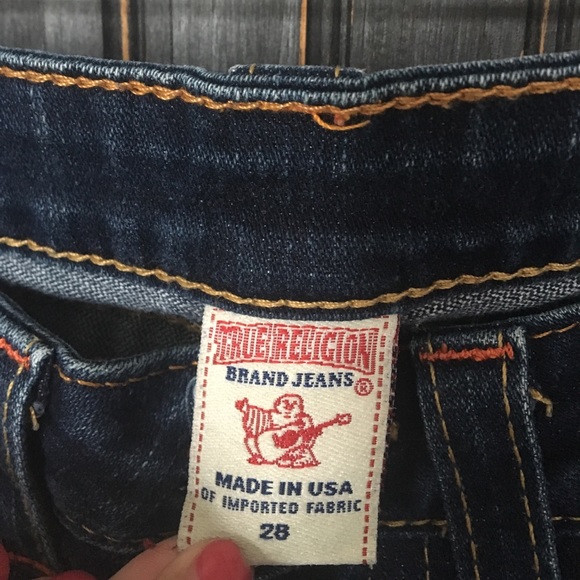 TRUE RELIGION
BRAND JEANS®
MADE IN USA
OF IMPORTED FABRIC
28